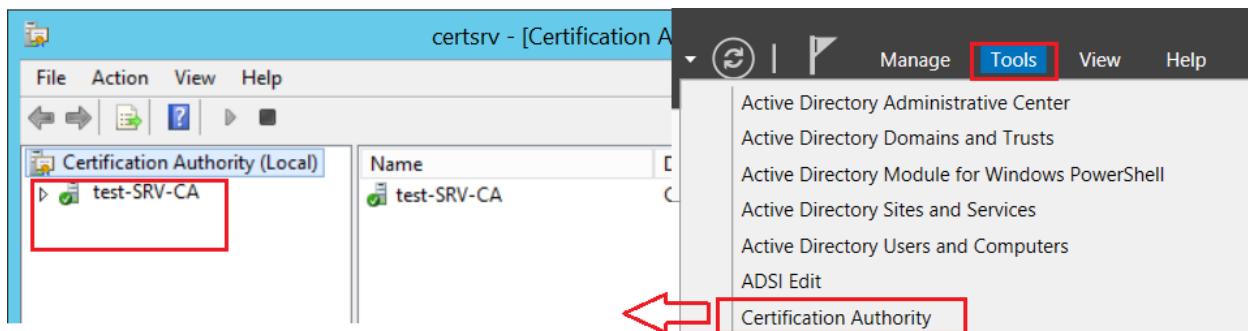 certsrv - [Certification A
File Action View Help
Certification Authority (Local)
test-SRV-CA
Name
test-SRV-CA
Manage Tools View Help
Active Directory Administrative Center
Active Directory Domains and Trusts
Active Directory Module for Windows PowerShell
Active Directory Sites and Services
Active Directory Users and Computers
ADSI Edit
Certification Authority